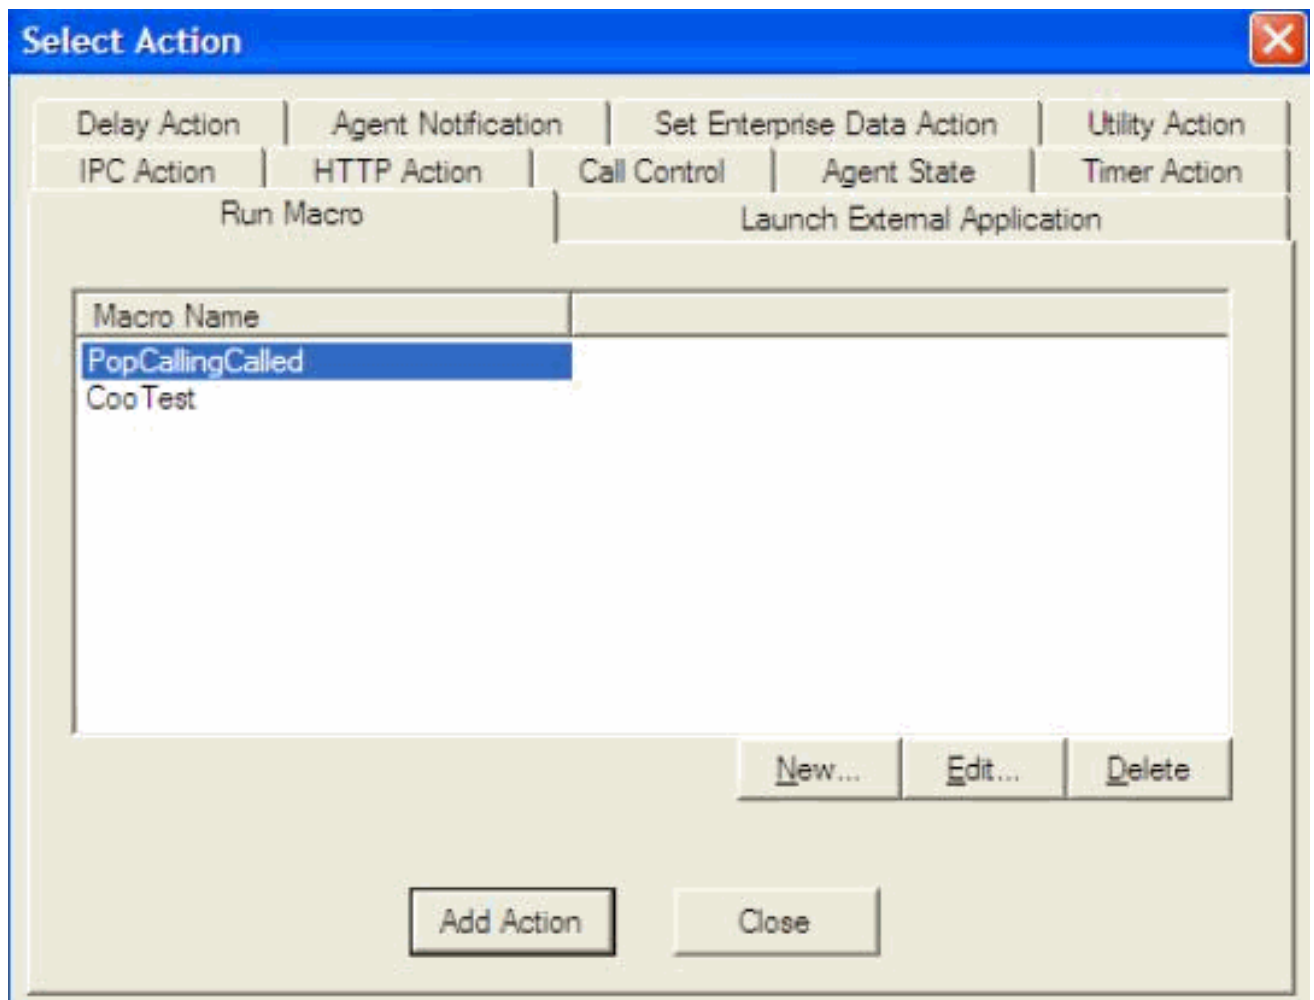 Select Action
Delay Action Agent Notification Set Enterprise Data Action Utility Action
IPC Action HTTP Action Call Control Agent State Timer Action
Run Macro Launch External Application
Macro Name
PopCallingCalled
CooTest
New... Edit... Delete
Add Action Close